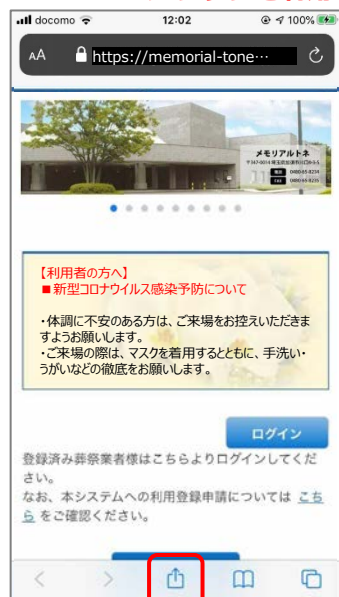 docomo 12:02 100%
AA https://memorial-tone…
メモリアルトネ
【利用者の方へ】
■新型コロナウイルス感染予防について
・体調に不安のある方は、ご来場をお控えいただきま
すようお願いします。
・ご来場の際は、マスクを着用するとともに、手洗い・
うがいなどの徹底をお願いします。
ログイン
登録済み葬祭業者様はこちらよりログインしてくだ
さい。
なお、本システムへの利用登録申請については こち
ら をご確認ください。